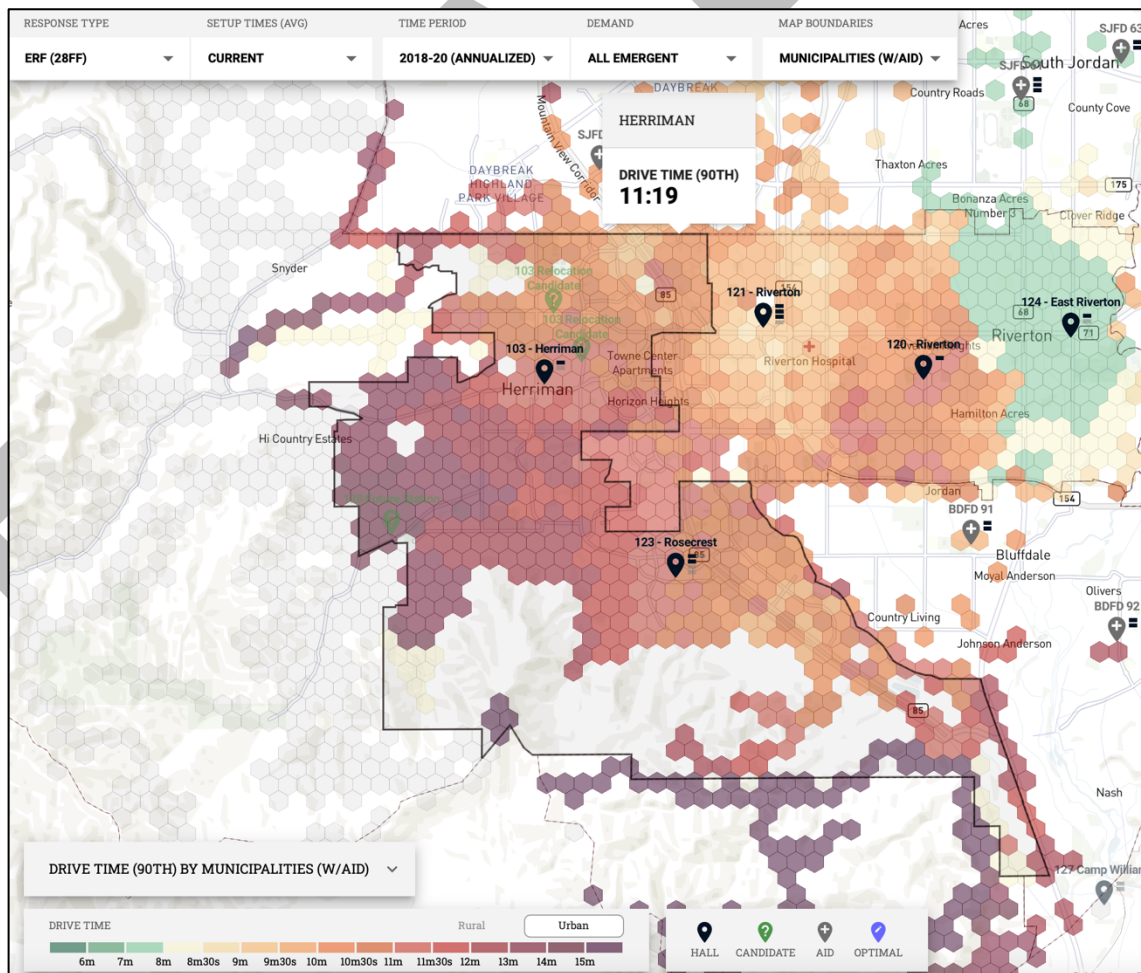 RESPONSE TYPE
SETUP TIMES (AVG)
TIME PERIOD
DEMAND
MAP BOUNDARIES
ERF (28FF)
CURRENT
2018-20 (ANNUALIZED)
ALL EMERGENT
MUNICIPALITIES (W/AID)
Acres
SJFD 63
South Jordan
SJFD 61
Country Roads
68
County Cove
DAYBREAK
HERRIMAN
DRIVE TIME (90TH)
11:19
Mountain View Corridor
SJFD
DAYBREAK
HIGHLAND
PARK VILLAGE
Thaxton Acres
175
Bonanza Acres
Number 3
Clover Ridge
Snyder
103 Relocation
Candidate
85
121 - Riverton
154
124 - East Riverton
68
Riverton
71
103 Relocation
Candidate
103 - Herriman
Towne Center
Apartments
Riverton Hospital
120 - Riverton
Herriman
Horizon Heights
Hamilton Acres
Hi Country Estates
Jordan
154
BDFD 91
123 - Rosecrest
85
Bluffdale
Moyal Anderson
Olivers
BDFD 92
Country Living
Johnson Anderson
85
Nash
127 Camp William
DRIVE TIME (90TH) BY MUNICIPALITIES (W/AID)
DRIVE TIME
Rural
Urban
6m
7m
8m
8m30s
9m
9m30s
10m
10m30s
11m
11m30s
12m
13m
14m
15m
HALL
CANDIDATE
AID
OPTIMAL